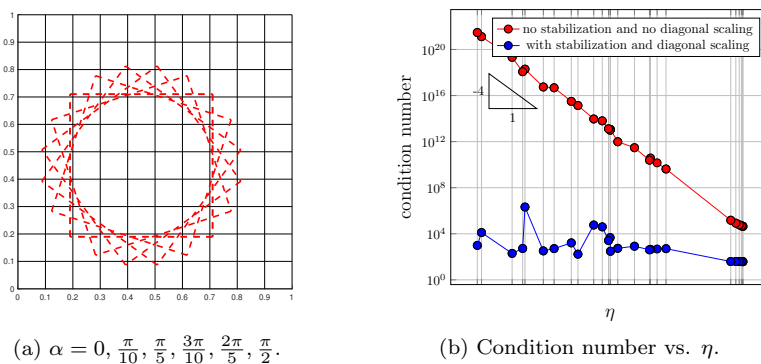 1
0.9
0.8
0.7
0.6
0.5
0.4
0.3
0.2
0.1
0
0 0.1 0.2 0.3 0.4 0.5 0.6 0.7 0.8 0.9 1
(a) α = 0, π/10, π/5, 3π/10, 2π/5, π/2.
condition number
10^20
10^16
10^12
10^8
10^4
10^0
no stabilization and no diagonal scaling
with stabilization and diagonal scaling
-4
1
η
(b) Condition number vs. η.